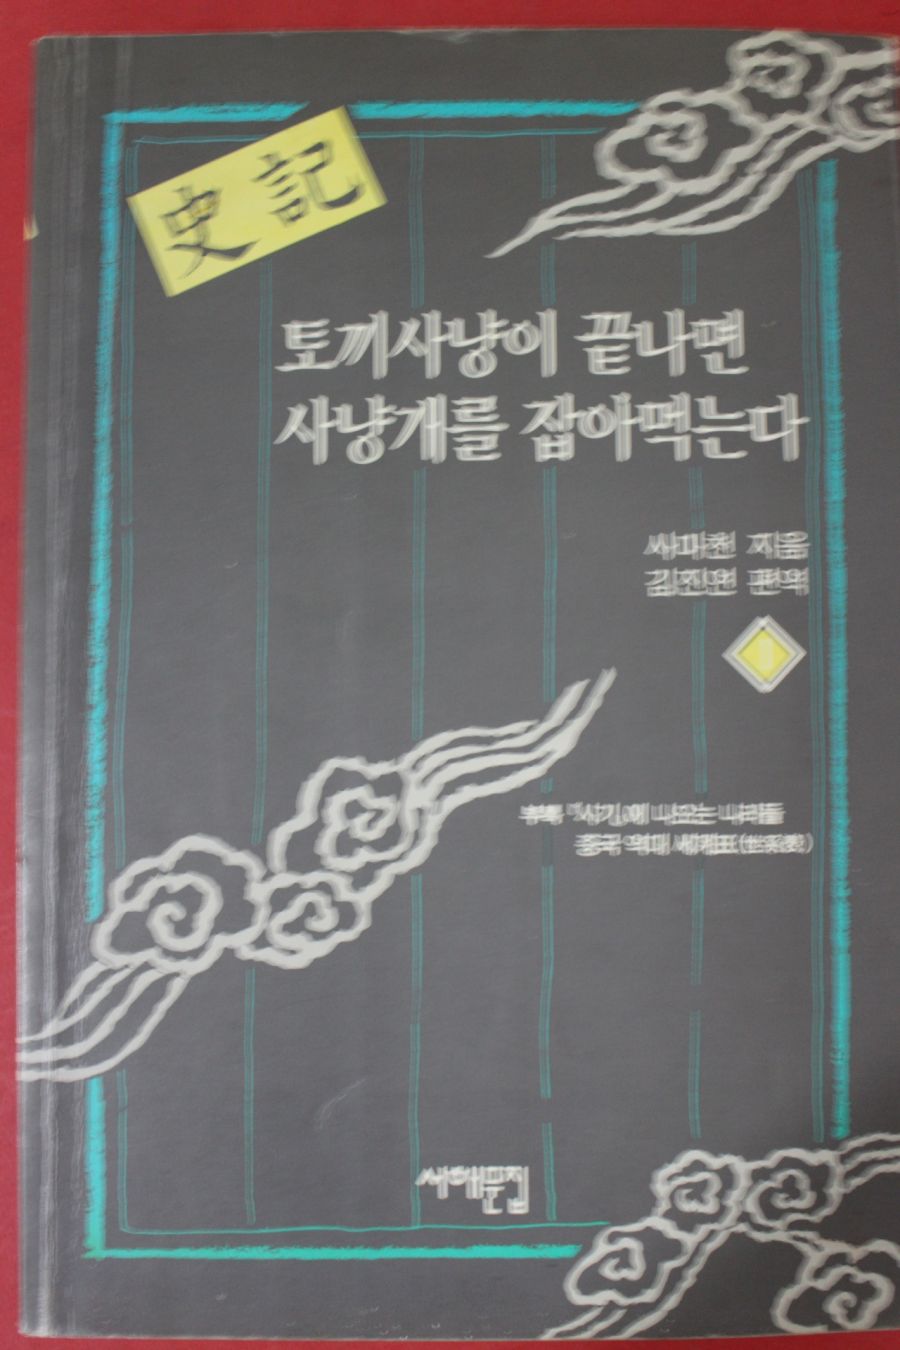 史記
토끼사냥이 끝나면
사냥개를 잡아먹는다
사마천 지음
김진연 편역
부록 『사기』에 나오는 나라들
중국 역대 세계표(世系表)
서해문집